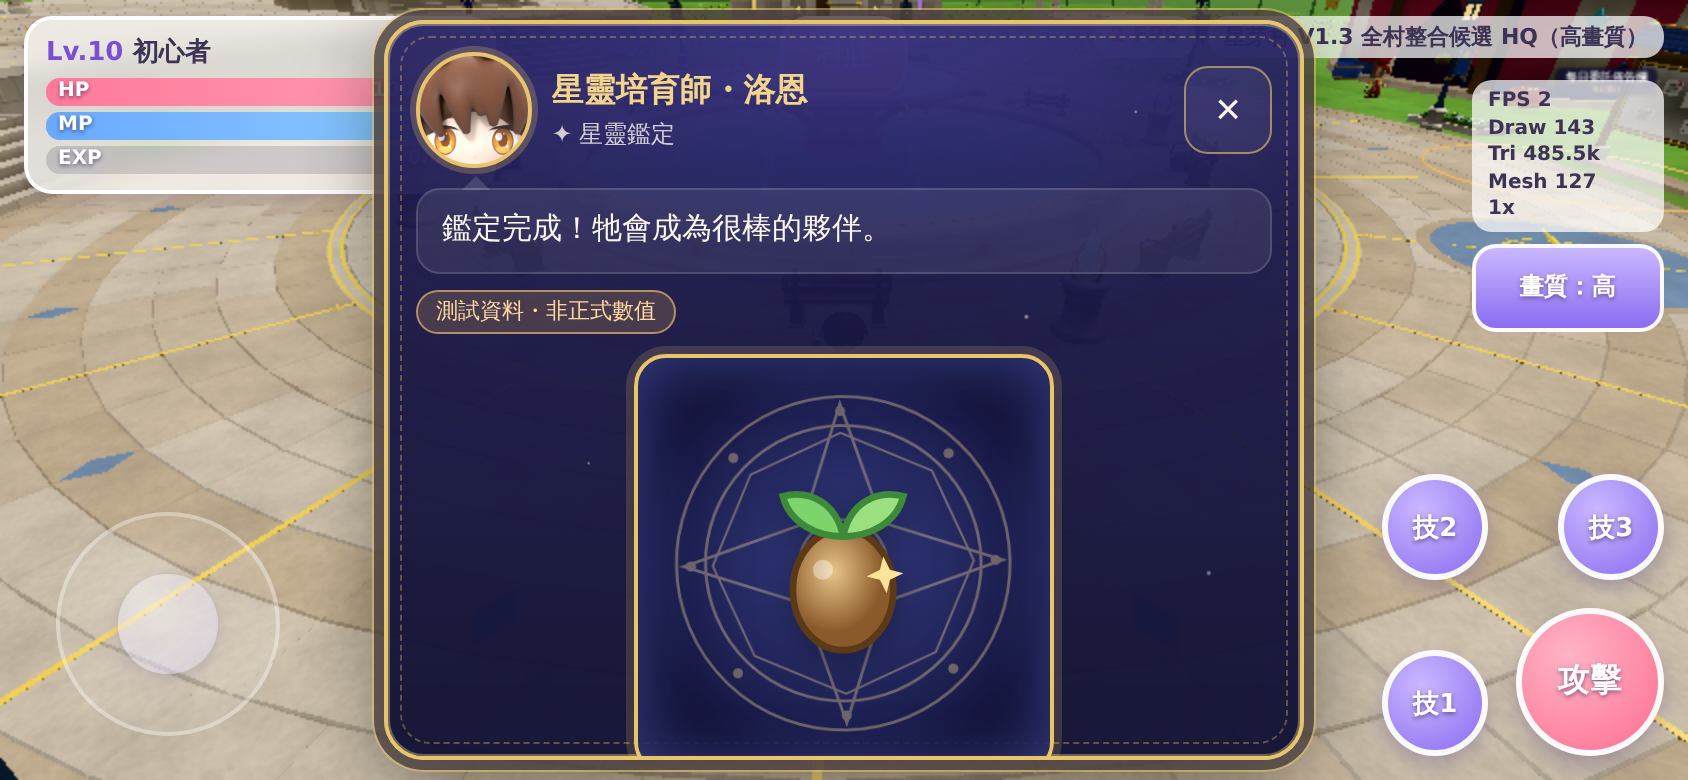 Lv.10 初心者
HP
MP
EXP
星靈培育師・洛恩
✦ 星靈鑑定
×
鑑定完成！牠會成為很棒的夥伴。
測試資料・非正式數值
V1.3 全村整合候選 HQ（高畫質）
FPS 2
Draw 143
Tri 485.5k
Mesh 127
1x
畫質：高
技2
技3
技1
攻擊